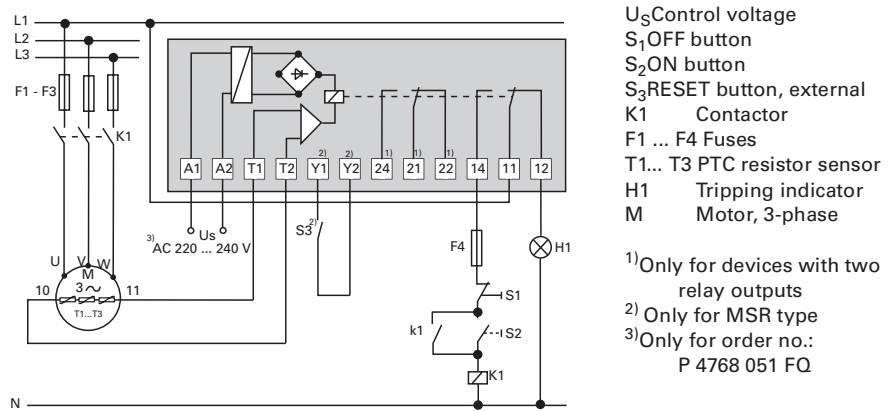 L1
L2
L3
F1 - F3
K1
A1 A2 T1 T2 Y1 2) Y2 2) 24 1) 21 1) 22 1) 14 11 12
3) AC 220 ... 240 V
Us
S3 2)
F4
H1
U V W
M
3 ~
10 11
T1...T3
S1
k1
S2
K1
N
USControl voltage
S1OFF button
S2ON button
S3RESET button, external
K1 Contactor
F1 ... F4 Fuses
T1... T3 PTC resistor sensor
H1 Tripping indicator
M Motor, 3-phase
1)Only for devices with two
relay outputs
2) Only for MSR type
3)Only for order no.:
P 4768 051 FQ